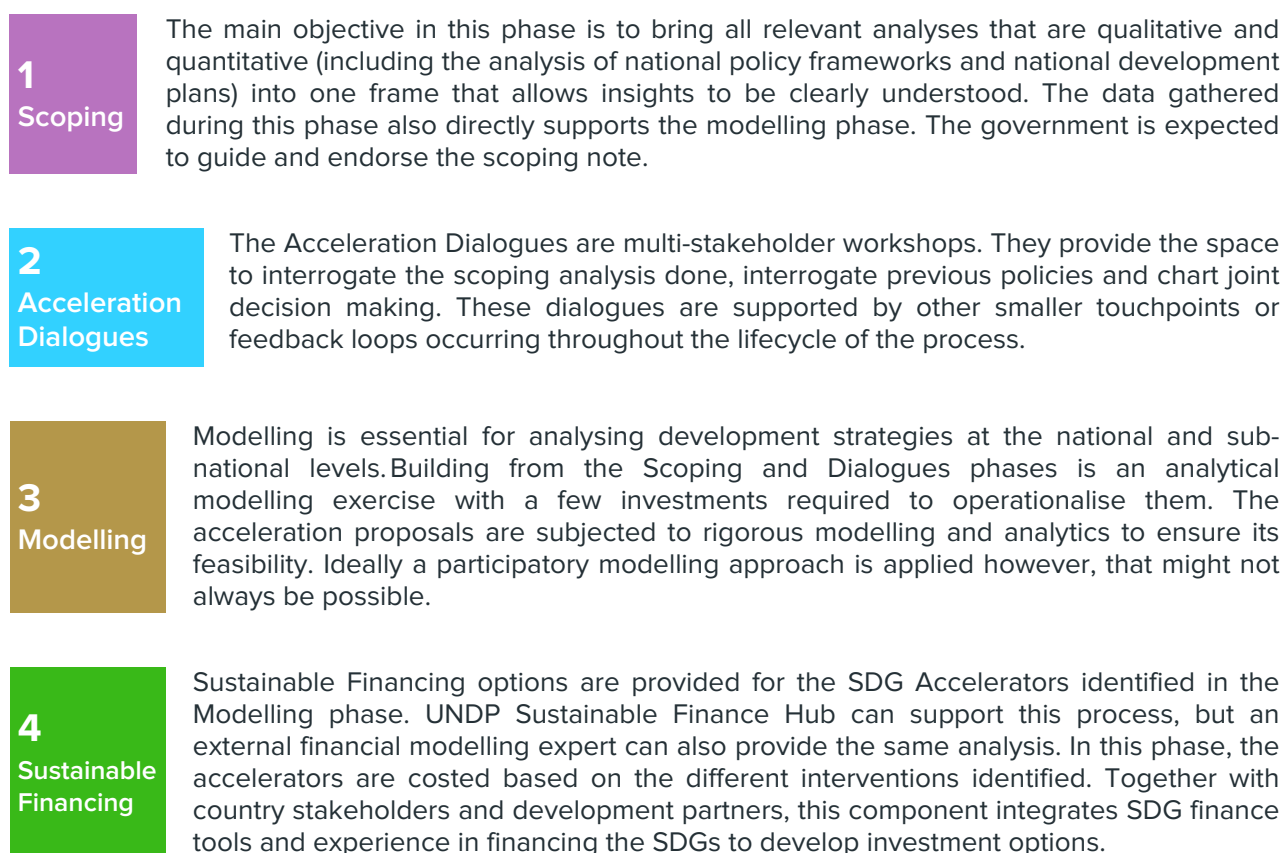 1
Scoping
The main objective in this phase is to bring all relevant analyses that are qualitative and
quantitative (including the analysis of national policy frameworks and national development
plans) into one frame that allows insights to be clearly understood. The data gathered
during this phase also directly supports the modelling phase. The government is expected
to guide and endorse the scoping note.
2
Acceleration
Dialogues
The Acceleration Dialogues are multi-stakeholder workshops. They provide the space
to interrogate the scoping analysis done, interrogate previous policies and chart joint
decision making. These dialogues are supported by other smaller touchpoints or
feedback loops occurring throughout the lifecycle of the process.
3
Modelling
Modelling is essential for analysing development strategies at the national and sub-
national levels. Building from the Scoping and Dialogues phases is an analytical
modelling exercise with a few investments required to operationalise them. The
acceleration proposals are subjected to rigorous modelling and analytics to ensure its
feasibility. Ideally a participatory modelling approach is applied however, that might not
always be possible.
4
Sustainable
Financing
Sustainable Financing options are provided for the SDG Accelerators identified in the
Modelling phase. UNDP Sustainable Finance Hub can support this process, but an
external financial modelling expert can also provide the same analysis. In this phase, the
accelerators are costed based on the different interventions identified. Together with
country stakeholders and development partners, this component integrates SDG finance
tools and experience in financing the SDGs to develop investment options.